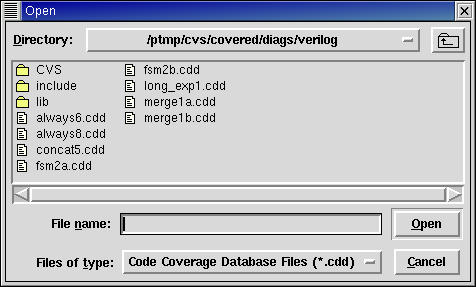 Open
Directory: /ptmp/cvs/covered/diags/verilog
CVS fsm2b.cdd
include long_exp1.cdd
lib merge1a.cdd
always6.cdd merge1b.cdd
always8.cdd
concat5.cdd
fsm2a.cdd
File name: Open
Files of type: Code Coverage Database Files (*.cdd) Cancel